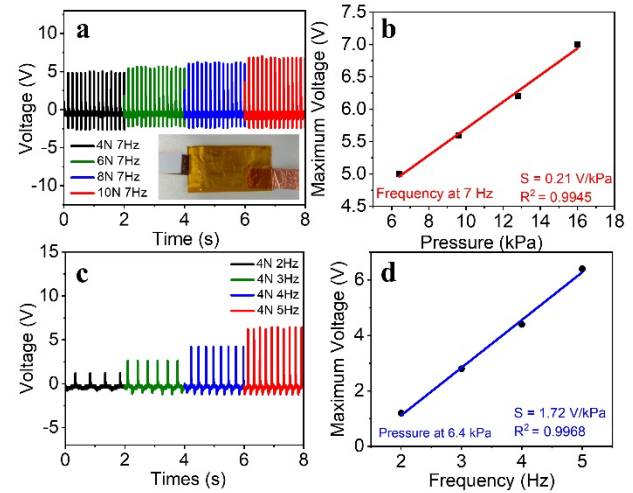 a
Voltage (V)
15
10
5
0
-5
-10
4N 7Hz
6N 7Hz
8N 7Hz
10N 7Hz
0 2 4 6 8
Time (s)
b
Maximum Voltage (V)
7.5
7.0
6.5
6.0
5.5
5.0
4.5
Frequency at 7 Hz
S = 0.21 V/kPa
R² = 0.9945
6 8 10 12 14 16 18
Pressure (kPa)
c
Voltage (V)
15
10
5
0
-5
4N 2Hz
4N 3Hz
4N 4Hz
4N 5Hz
0 2 4 6 8
Times (s)
d
Maximum Voltage (V)
8
6
4
2
0
Pressure at 6.4 kPa
S = 1.72 V/kPa
R² = 0.9968
2 3 4 5 6
Frequency (Hz)